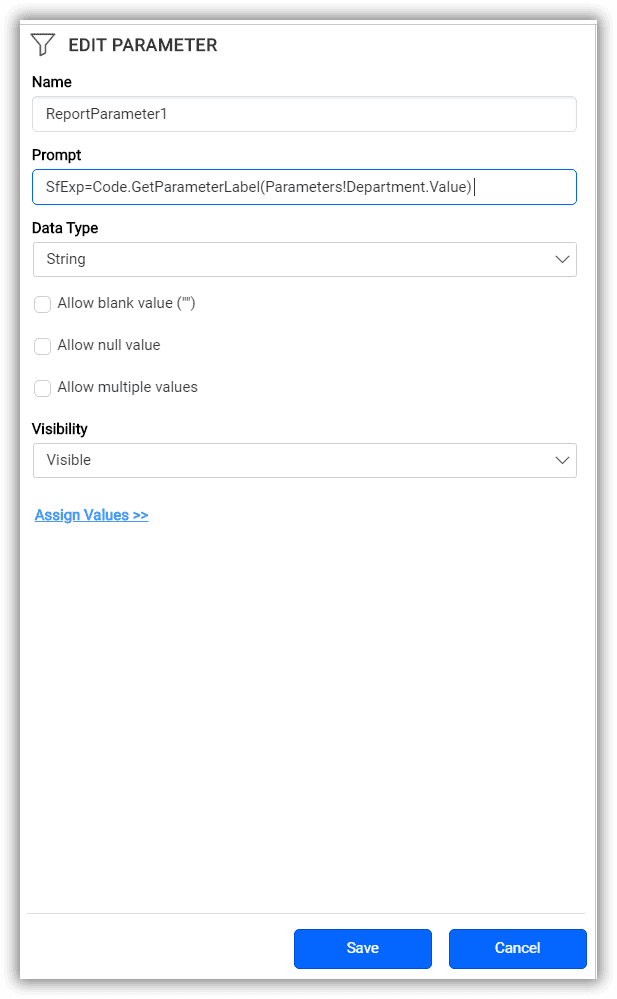 EDIT PARAMETER
Name
ReportParameter1
Prompt
SfExp=Code.GetParameterLabel(Parameters!Department.Value)
Data Type
String
Allow blank value ("")
Allow null value
Allow multiple values
Visibility
Visible
Assign Values >>
Save Cancel